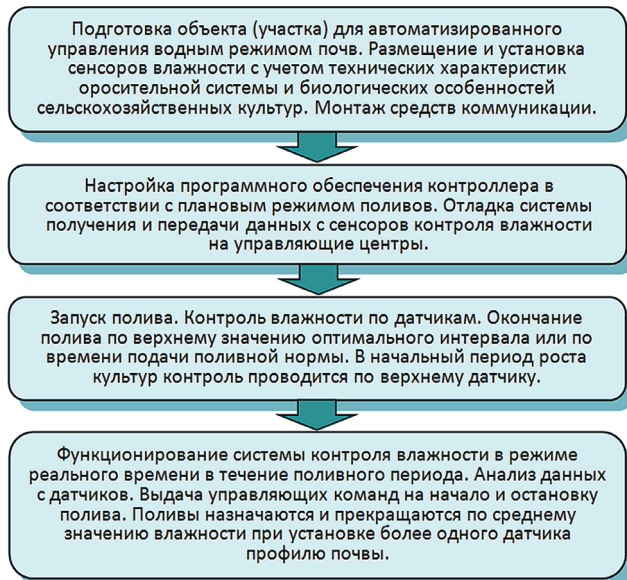 Подготовка объекта (участка) для автоматизированного
управления водным режимом почв. Размещение и установка
сенсоров влажности с учетом технических характеристик
оросительной системы и биологических особенностей
сельскохозяйственных культур. Монтаж средств коммуникации.
Настройка программного обеспечения контроллера в
соответствии с плановым режимом поливов. Отладка системы
получения и передачи данных с сенсоров контроля влажности
на управляющие центры.
Запуск полива. Контроль влажности по датчикам. Окончание
полива по верхнему значению оптимального интервала или по
времени подачи поливной нормы. В начальный период роста
культур контроль проводится по верхнему датчику.
Функционирование системы контроля влажности в режиме
реального времени в течение поливного периода. Анализ данных
с датчиков. Выдача управляющих команд на начало и остановку
полива. Поливы назначаются и прекращаются по среднему
значению влажности при установке более одного датчика
профилю почвы.